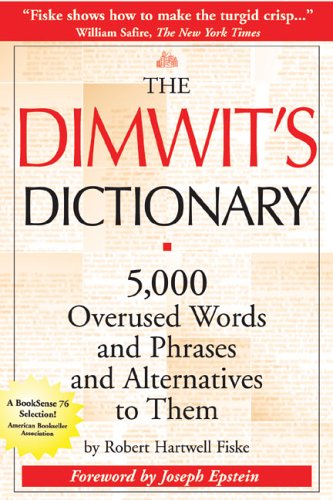 “Fiske shows how to make the turgid crisp...”
William Safire, The New York Times
THE
DIMWIT'S
DICTIONARY
5,000
Overused Words
and Phrases
and Alternatives
to Them
by Robert Hartwell Fiske
A BookSense 76
Selection!
American Bookseller
Association
Foreword by Joseph Epstein